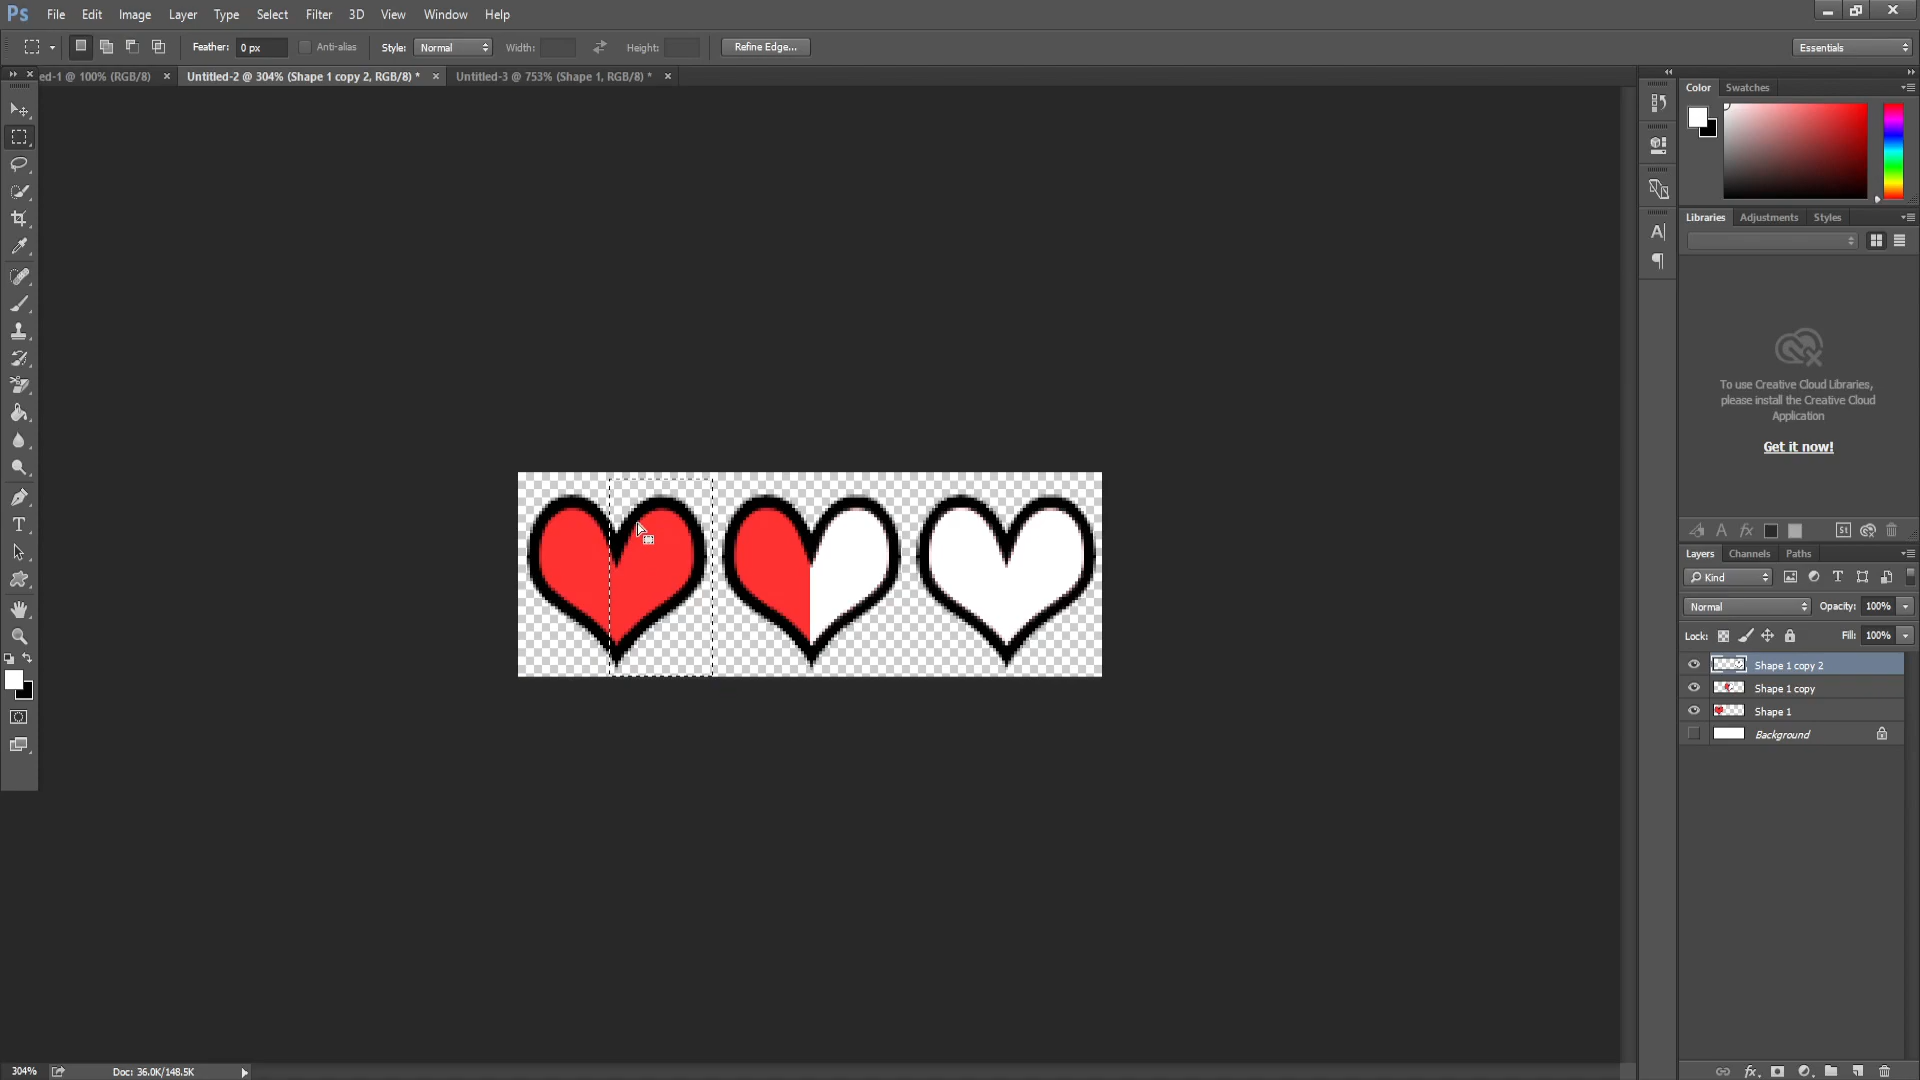 Ps File Edit Image Layer Type Select Filter 3D View Window Help
Feather: 0 px Anti-alias Style: Normal Width: Height: Refine Edge... Essentials
ed-1 @ 100% (RGB/8) × Untitled-2 @ 304% (Shape 1 copy 2, RGB/8) * × Untitled-3 @ 753% (Shape 1, RGB/8) * ×
Color Swatches
Libraries Adjustments Styles
To use Creative Cloud Libraries,
please install the Creative Cloud
Application
Get it now!
Layers Channels Paths
Kind
Normal Opacity: 100%
Lock: Fill: 100%
Shape 1 copy 2
Shape 1 copy
Shape 1
Background
304% Doc: 36.0K/148.5K